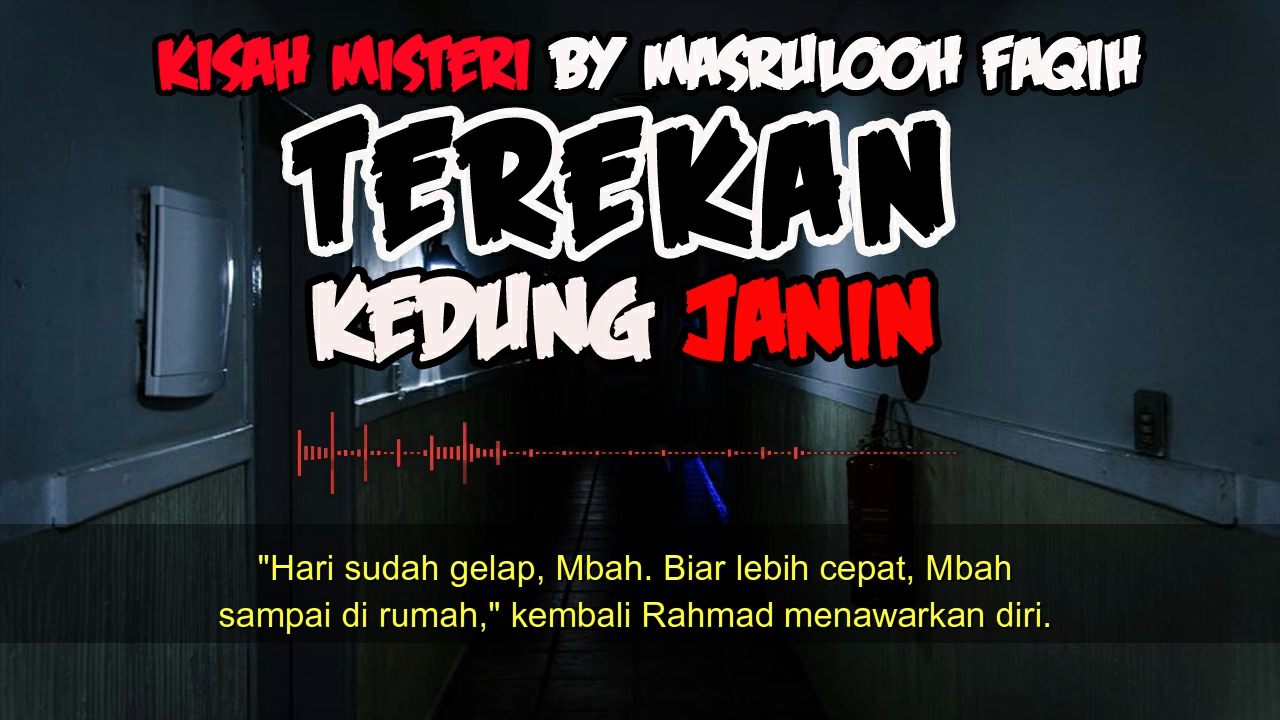 KISAH MISTERI BY MASRULOOH FAQIH
TEREKAN
KEDUNG JANIN
"Hari sudah gelap, Mbah. Biar lebih cepat, Mbah
sampai di rumah," kembali Rahmad menawarkan diri.